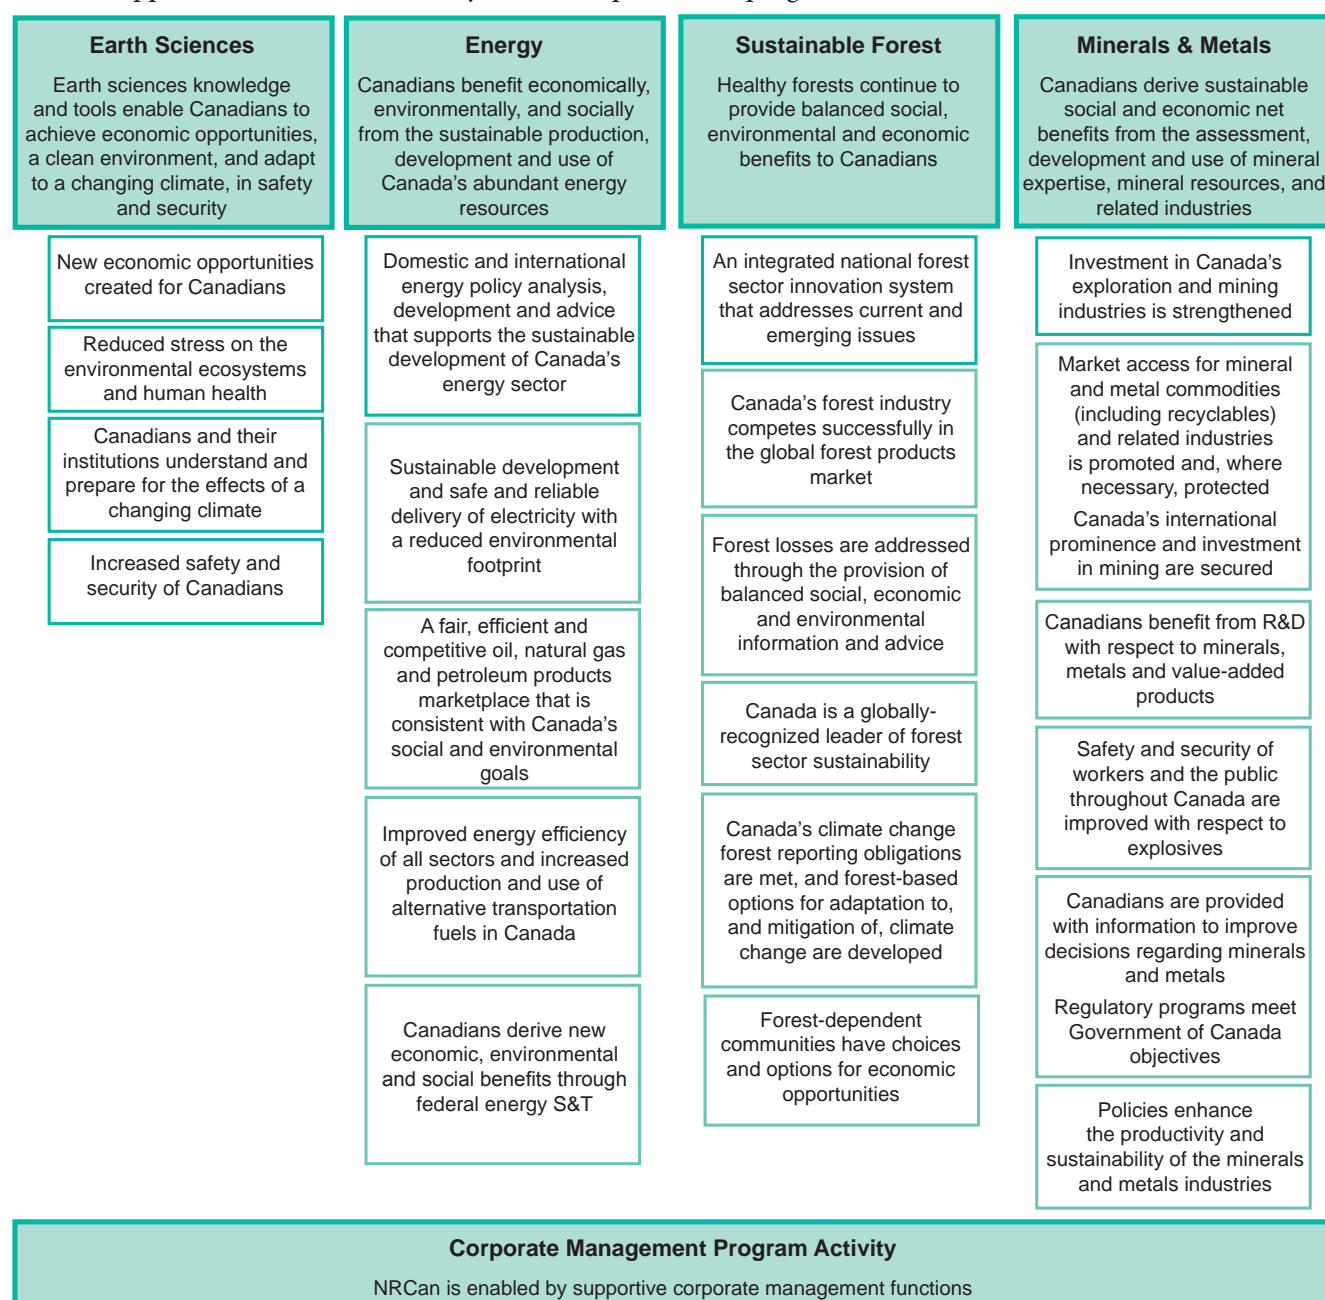 Earth Sciences
Earth sciences knowledge
and tools enable Canadians to
achieve economic opportunities,
a clean environment, and adapt
to a changing climate, in safety
and security
New economic opportunities
created for Canadians
Reduced stress on the
environmental ecosystems
and human health
Canadians and their
institutions understand and
prepare for the effects of a
changing climate
Increased safety and
security of Canadians
Energy
Canadians benefit economically,
environmentally, and socially
from the sustainable production,
development and use of
Canada's abundant energy
resources
Domestic and international
energy policy analysis,
development and advice
that supports the sustainable
development of Canada's
energy sector
Sustainable development
and safe and reliable
delivery of electricity with
a reduced environmental
footprint
A fair, efficient and
competitive oil, natural gas
and petroleum products
marketplace that is
consistent with Canada's
social and environmental
goals
Improved energy efficiency
of all sectors and increased
production and use of
alternative transportation
fuels in Canada
Canadians derive new
economic, environmental
and social benefits through
federal energy S&T
Sustainable Forest
Healthy forests continue to
provide balanced social,
environmental and economic
benefits to Canadians
An integrated national forest
sector innovation system
that addresses current and
emerging issues
Canada's forest industry
competes successfully in
the global forest products
market
Forest losses are addressed
through the provision of
balanced social, economic
and environmental
information and advice
Canada is a globally-
recognized leader of forest
sector sustainability
Canada's climate change
forest reporting obligations
are met, and forest-based
options for adaptation to,
and mitigation of, climate
change are developed
Forest-dependent
communities have choices
and options for economic
opportunities
Minerals & Metals
Canadians derive sustainable
social and economic net
benefits from the assessment,
development and use of mineral
expertise, mineral resources, and
related industries
Investment in Canada's
exploration and mining
industries is strengthened
Market access for mineral
and metal commodities
(including recyclables)
and related industries
is promoted and, where
necessary, protected
Canada's international
prominence and investment
in mining are secured
Canadians benefit from R&D
with respect to minerals,
metals and value-added
products
Safety and security of
workers and the public
throughout Canada are
improved with respect to
explosives
Canadians are provided
with information to improve
decisions regarding minerals
and metals
Regulatory programs meet
Government of Canada
objectives
Policies enhance
the productivity and
sustainability of the minerals
and metals industries
Corporate Management Program Activity
NRCan is enabled by supportive corporate management functions